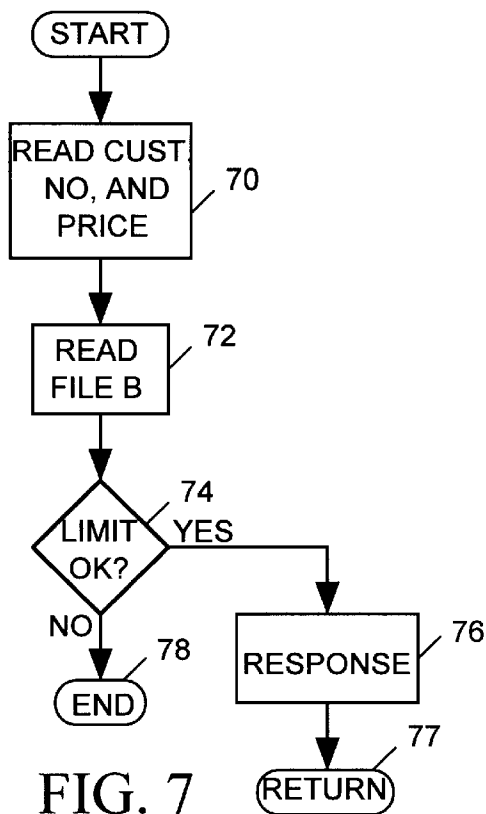 START
READ CUST
NO, AND
PRICE
70
READ
FILE B
72
LIMIT
OK?
74
YES
NO
78
END
RESPONSE
76
77
RETURN
FIG. 7